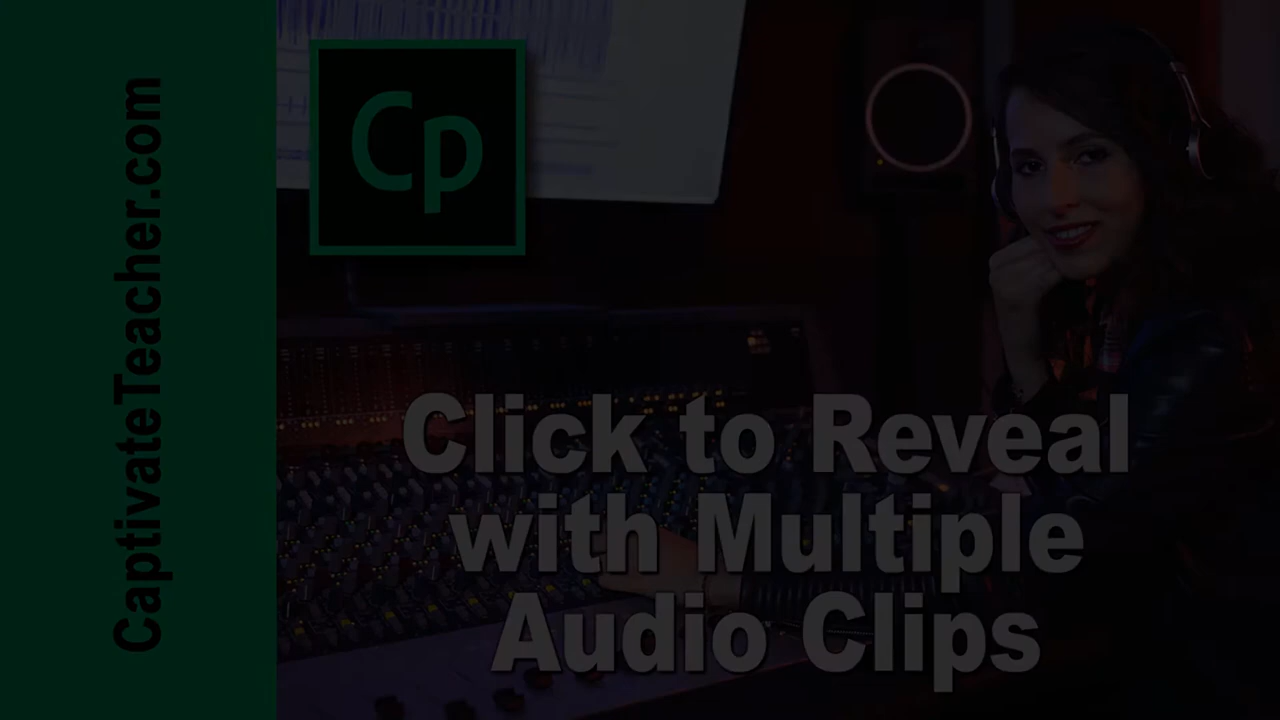 CaptivateTeacher.com
Cp
Click to Reveal
with Multiple
Audio Clips